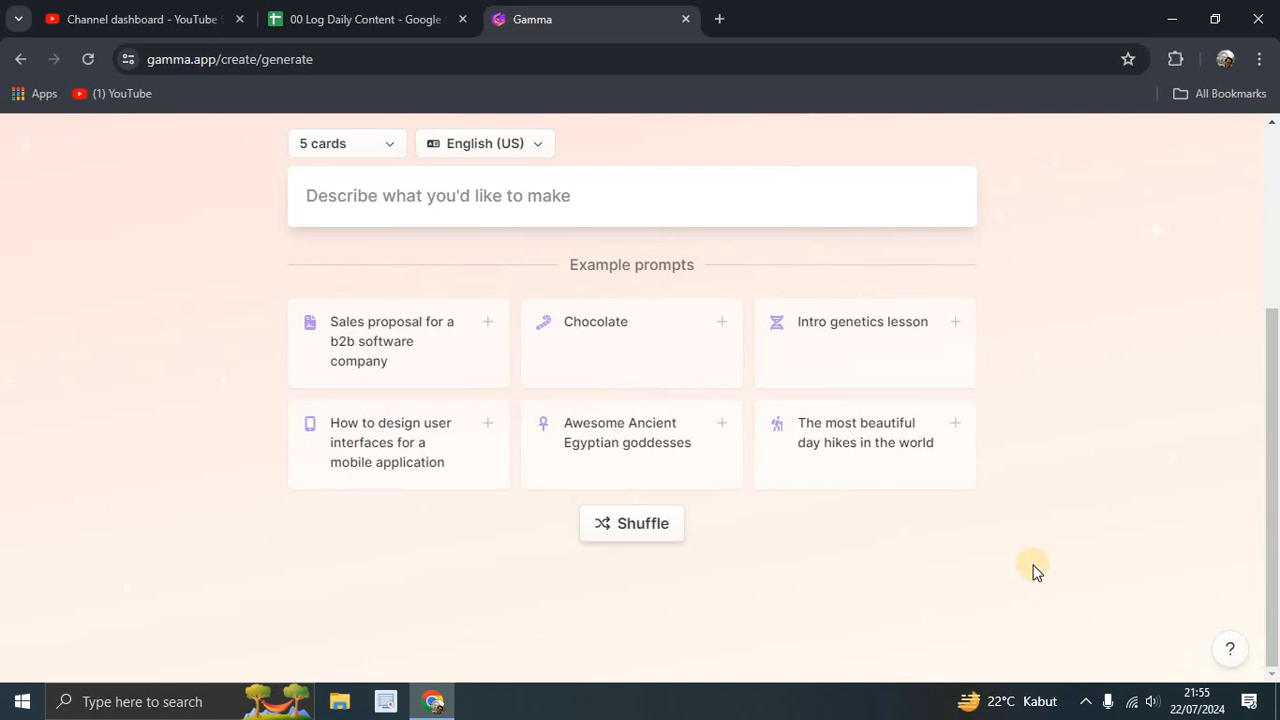 Channel dashboard - YouTube
00 Log Daily Content - Google
Gamma
gamma.app/create/generate
Apps
(1) YouTube
All Bookmarks
5 cards
English (US)
Describe what you'd like to make
Example prompts
Sales proposal for a
b2b software
company
Chocolate
Intro genetics lesson
How to design user
interfaces for a
mobile application
Awesome Ancient
Egyptian goddesses
The most beautiful
day hikes in the world
Shuffle
?
Type here to search
22°C Kabut
21:55
22/07/2024